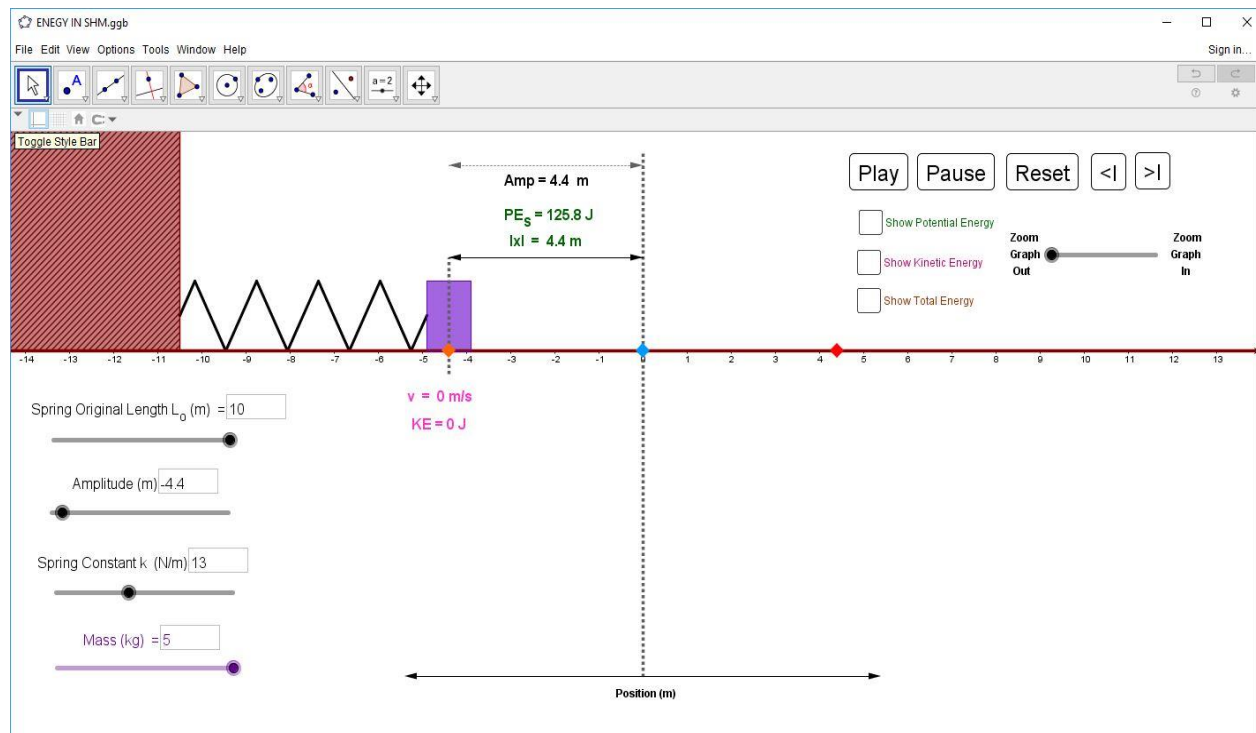 ENEGY IN SHM.ggb
File Edit View Options Tools Window Help
Sign in...
A
a = 2
Toggle Style Bar
Amp = 4.4 m
PEs = 125.8 J
|x| = 4.4 m
Play Pause Reset <| >|
Show Potential Energy
Show Kinetic Energy
Show Total Energy
Zoom Graph Out
Zoom Graph In
-14 -13 -12 -11 -10 -9 -8 -7 -6 -5 -4 -3 -2 -1 0 1 2 3 4 5 6 7 8 9 10 11 12 13
v = 0 m/s
KE = 0 J
Spring Original Length Lo (m) = 10
Amplitude (m) -4.4
Spring Constant k (N/m) 13
Mass (kg) = 5
Position (m)